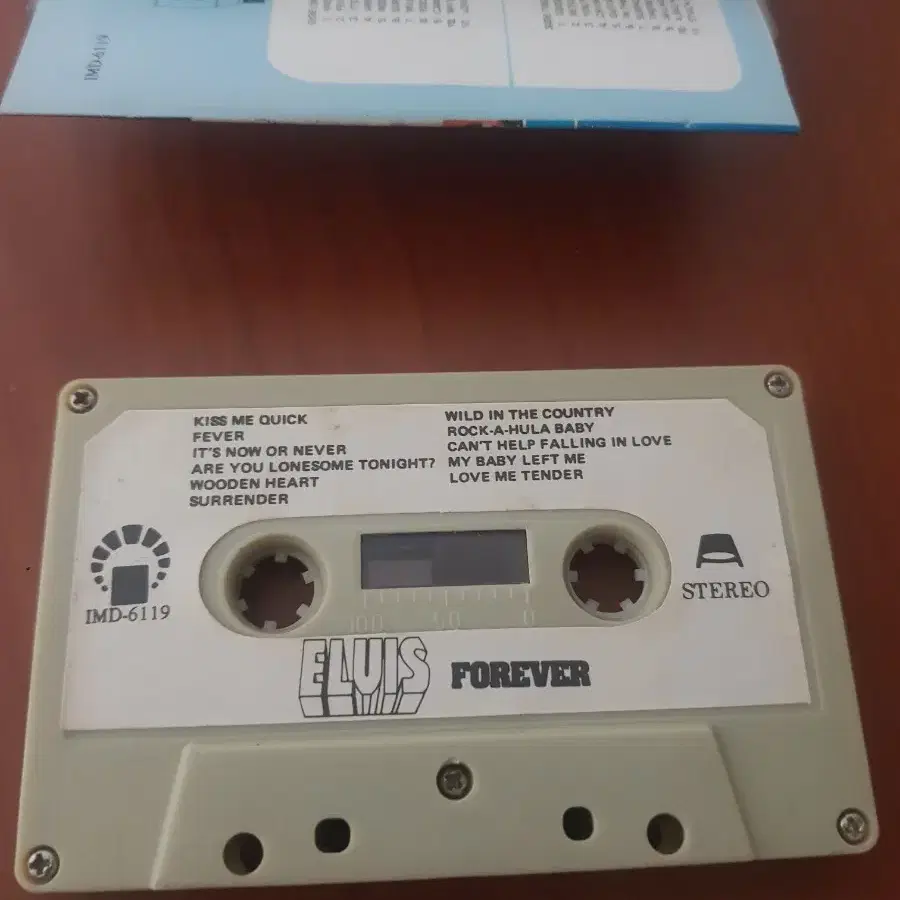 IMD-6119
KISS ME QUICK
FEVER
IT'S NOW OR NEVER
ARE YOU LONESOME TONIGHT?
WOODEN HEART
SURRENDER
WILD IN THE COUNTRY
ROCK-A-HULA BABY
CAN'T HELP FALLING IN LOVE
MY BABY LEFT ME
LOVE ME TENDER
IMD-6119
A
STEREO
100 50 0
ELVIS FOREVER